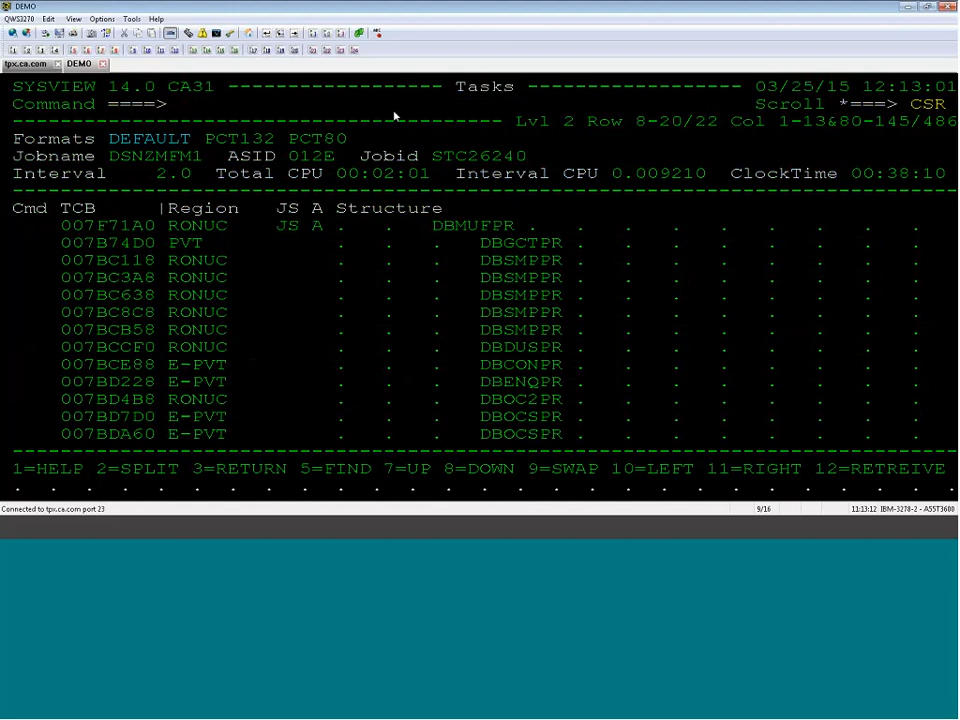 DEMO
QWS3270 Edit View Options Tools Help
tpx.ca.com DEMO
SYSVIEW 14.0 CA31 ------------------ Tasks ------------------ 03/25/15 12:13:01
Command ====> Scroll *===> CSR
----------------------------------------- Lvl 2 Row 8-20/22 Col 1-13&80-145/486
Formats DEFAULT PCT132 PCT80
Jobname DSNZMFM1 ASID 012E Jobid STC26240
Interval 2.0 Total CPU 00:02:01 Interval CPU 0.009210 ClockTime 00:38:10
-------------------------------------------------------------------------------
Cmd TCB |Region JS A Structure
007F71A0 RONUC JS A . . DBMUFPR . . . . . . . . .
007B74D0 PVT . . . DBGCTPR . . . . . . . .
007BC118 RONUC . . . DBSMPPR . . . . . . . .
007BC3A8 RONUC . . . DBSMPPR . . . . . . . .
007BC638 RONUC . . . DBSMPPR . . . . . . . .
007BC8C8 RONUC . . . DBSMPPR . . . . . . . .
007BCB58 RONUC . . . DBSMPPR . . . . . . . .
007BCCF0 RONUC . . . DBDUSPR . . . . . . . .
007BCE88 E-PVT . . . DBCONPR . . . . . . . .
007BD228 E-PVT . . . DBENQPR . . . . . . . .
007BD4B8 RONUC . . . DBOC2PR . . . . . . . .
007BD7D0 E-PVT . . . DBOCSPR . . . . . . . .
007BDA60 E-PVT . . . DBOCSPR . . . . . . . .
-------------------------------------------------------------------------------
1=HELP 2=SPLIT 3=RETURN 5=FIND 7=UP 8=DOWN 9=SWAP 10=LEFT 11=RIGHT 12=RETREIVE
. . . . . . . . . . . . . . . . . . . . . . . . . . .
Connected to tpx.ca.com port 23 9/16 11:13:12 IBM-3278-2 - A55T3600